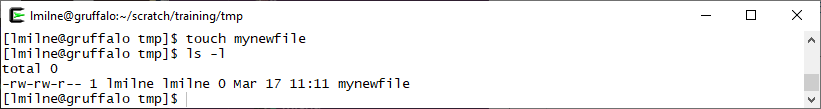 lmilne@gruffalo:~/scratch/training/tmp
[lmilne@gruffalo tmp]$ touch mynewfile
[lmilne@gruffalo tmp]$ ls -l
total 0
-rw-rw-r-- 1 lmilne lmilne 0 Mar 17 11:11 mynewfile
[lmilne@gruffalo tmp]$